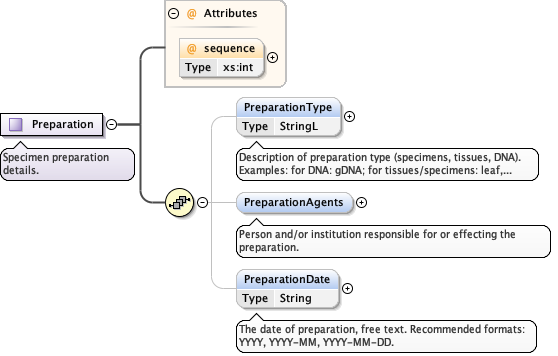 @ Attributes
@ sequence
Type xs:int
Preparation
Specimen preparation
details.
PreparationType
Type StringL
Description of preparation type (specimens, tissues, DNA).
Examples: for DNA: gDNA; for tissues/specimens: leaf,...
PreparationAgents
Person and/or institution responsible for or effecting the
preparation.
PreparationDate
Type String
The date of preparation, free text. Recommended formats:
YYYY, YYYY-MM, YYYY-MM-DD.